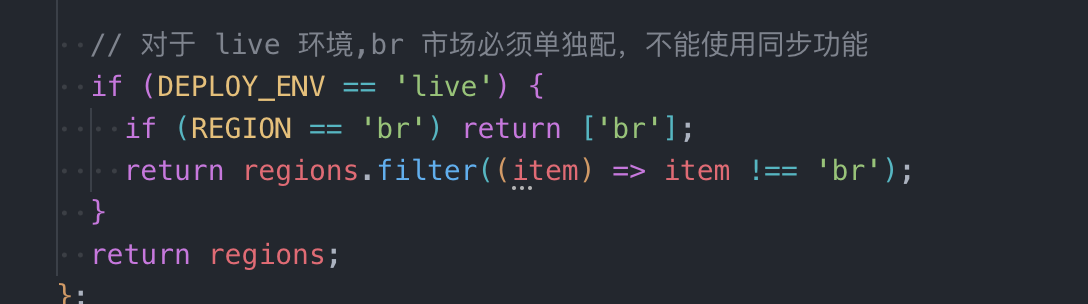 // 对于 live 环境,br 市场必须单独配，不能使用同步功能
if (DEPLOY_ENV == 'live') {
if (REGION == 'br') return ['br'];
return regions.filter((item) => item !== 'br');
}
return regions;
};